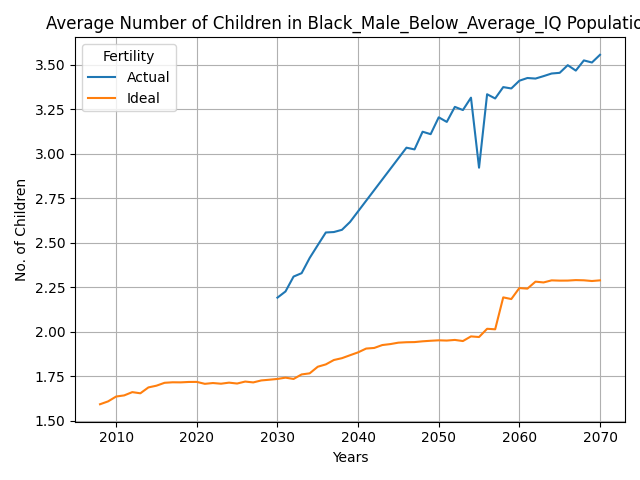 Average Number of Children in Black_Male_Below_Average_IQ Populatio
Fertility
Actual
Ideal
No. of Children
3.50
3.25
3.00
2.75
2.50
2.25
2.00
1.75
1.50
2010 2020 2030 2040 2050 2060 2070
Years